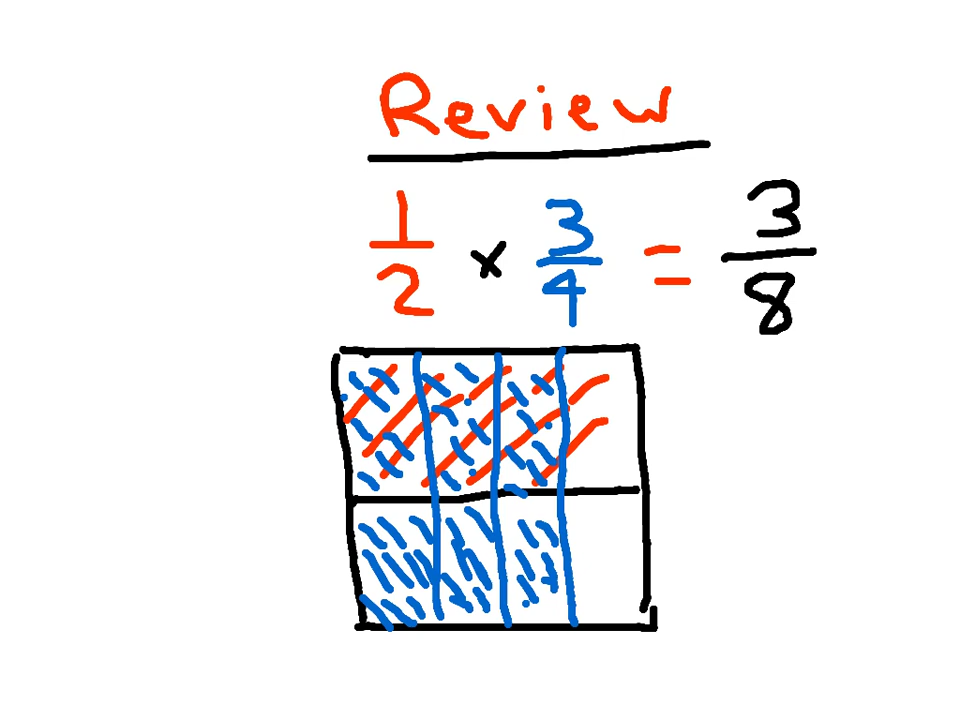 Review
1/2 × 3/4 = 3/8